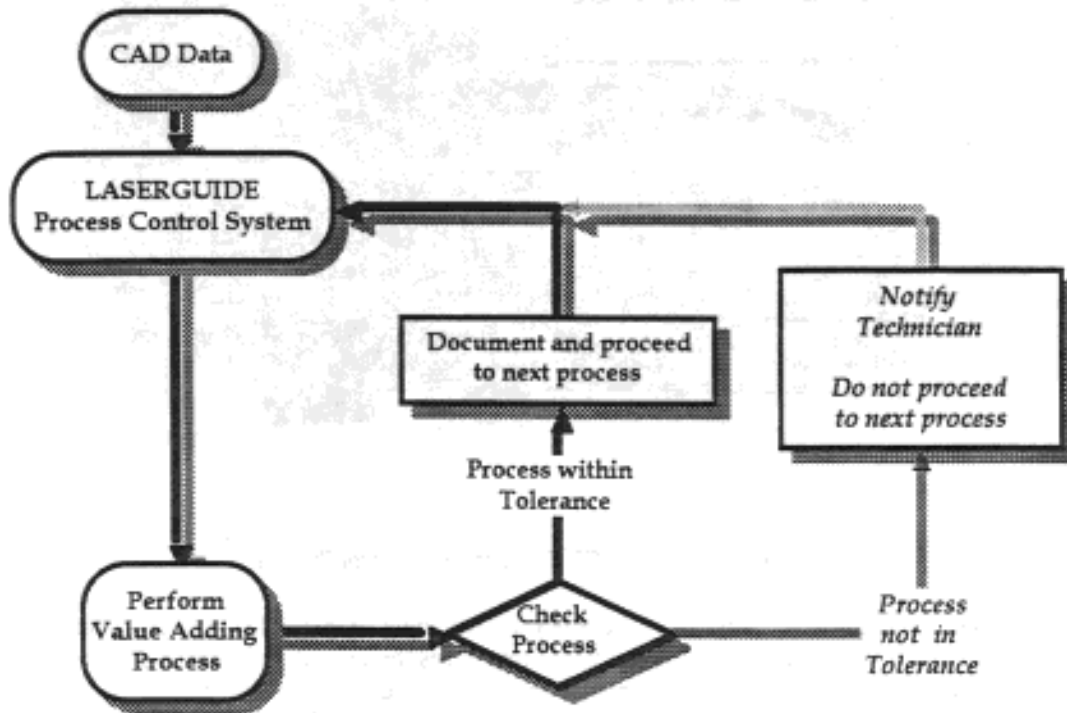 CAD Data
LASERGUIDE
Process Control System
Notify
Technician
Do not proceed
to next process
Document and proceed
to next process
Process within
Tolerance
Perform
Value Adding
Process
Check
Process
Process
not in
Tolerance